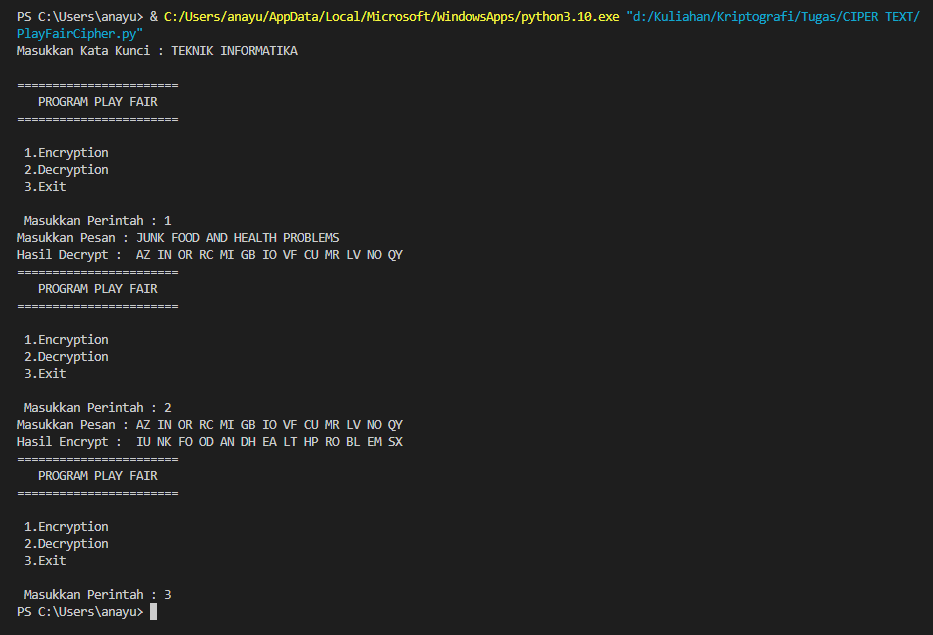 PS C:\Users\anayu> & C:/Users/anayu/AppData/Local/Microsoft/WindowsApps/python3.10.exe "d:/Kuliahan/Kriptografi/Tugas/CIPER TEXT/
PlayFairCipher.py"
Masukkan Kata Kunci : TEKNIK INFORMATIKA
=======================
PROGRAM PLAY FAIR
=======================
1.Encryption
2.Decryption
3.Exit
Masukkan Perintah : 1
Masukkan Pesan : JUNK FOOD AND HEALTH PROBLEMS
Hasil Decrypt :  AZ IN OR RC MI GB IO VF CU MR LV NO QY
=======================
PROGRAM PLAY FAIR
=======================
1.Encryption
2.Decryption
3.Exit
Masukkan Perintah : 2
Masukkan Pesan : AZ IN OR RC MI GB IO VF CU MR LV NO QY
Hasil Encrypt :  IU NK FO OD AN DH EA LT HP RO BL EM SX
=======================
PROGRAM PLAY FAIR
=======================
1.Encryption
2.Decryption
3.Exit
Masukkan Perintah : 3
PS C:\Users\anayu>